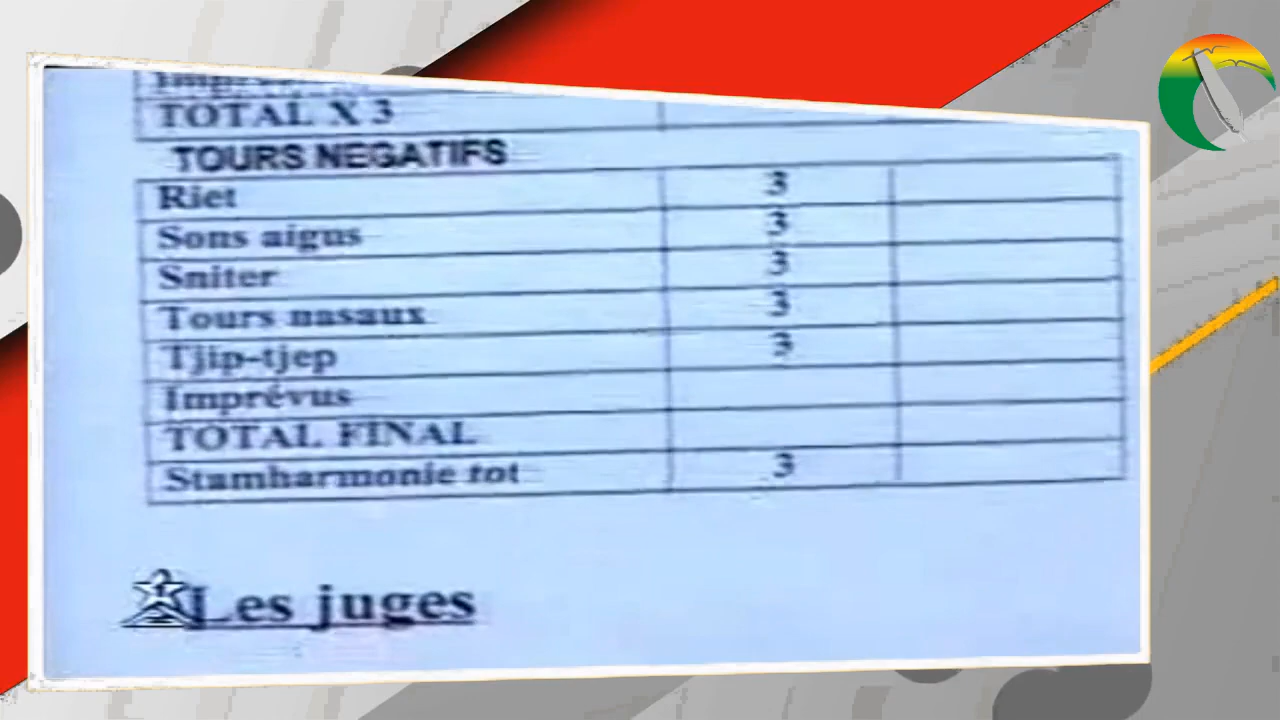 TOTAL X 3
TOURS NEGATIFS
Riet 3
Sons aigus 3
Sniter 3
Tours nasaux 3
Tjip-tjep 3
Imprévus
TOTAL FINAL
Stamharmonie tot 3
Les juges